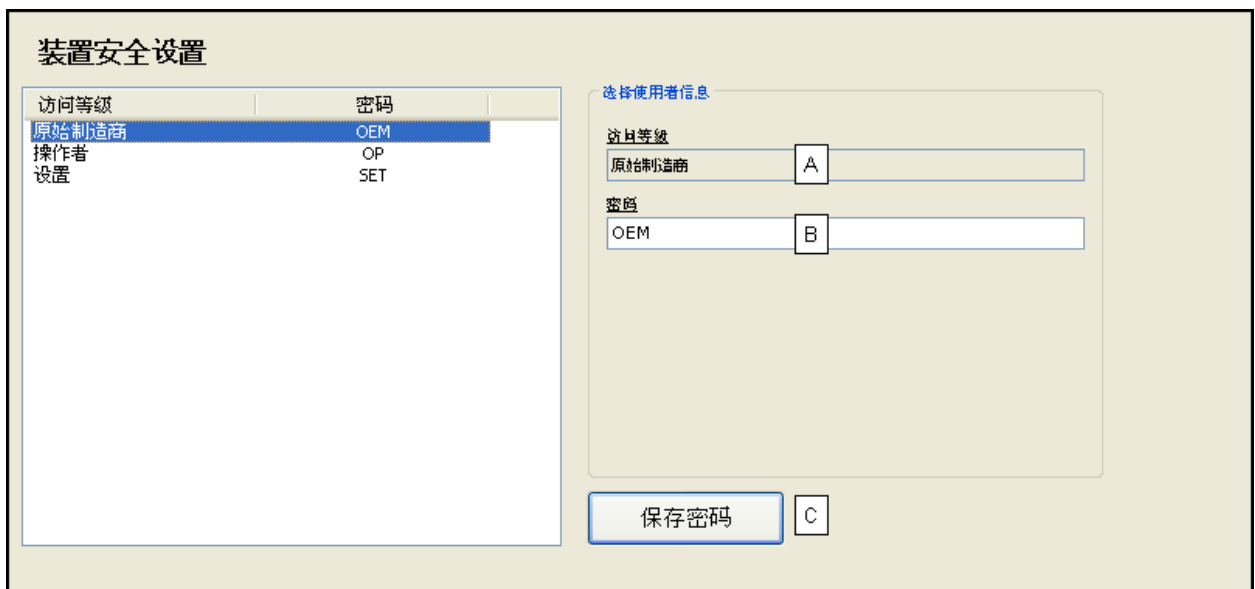 装置安全设置
访问等级 密码
原始制造商 OEM
操作者 OP
设置 SET
选择使用者信息
访问等级
原始制造商 A
密码
OEM B
保存密码 C